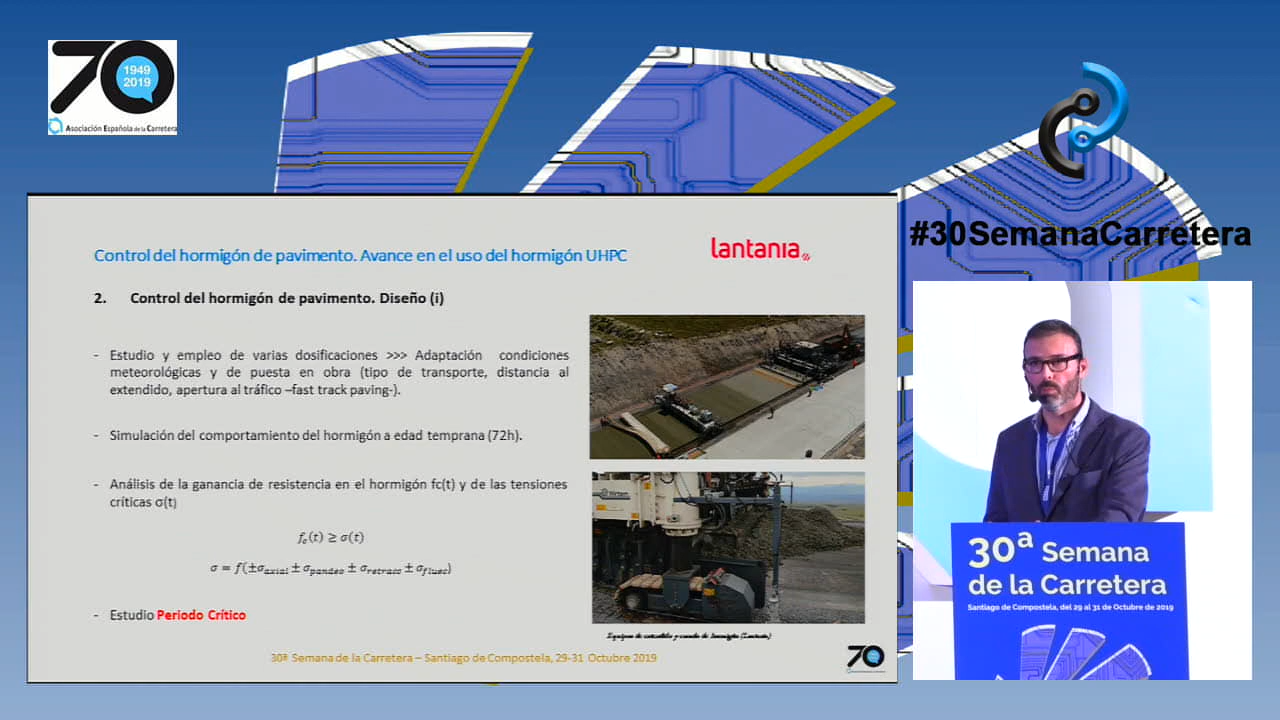 70
1949
2019
Asociación Española de la Carretera
#30SemanaCarretera
Control del hormigón de pavimento. Avance en el uso del hormigón UHPC
lantania
2. Control del hormigón de pavimento. Diseño (i)
- Estudio y empleo de varias dosificaciones >>> Adaptación condiciones
meteorológicas y de puesta en obra (tipo de transporte, distancia al
extendido, apertura al tráfico –fast track paving-).
- Simulación del comportamiento del hormigón a edad temprana (72h).
- Análisis de la ganancia de resistencia en el hormigón fc(t) y de las tensiones
críticas σ(t)
f_c(t) ≥ σ(t)
σ = f(±σ_axial ± σ_pandeo ± σ_retracc ± σ_fluec)
- Estudio Periodo Crítico
30ª Semana de la Carretera – Santiago de Compostela, 29-31 Octubre 2019
70
30ª Semana
de la Carretera
Santiago de Compostela, del 29 al 31 de Octubre de 2019